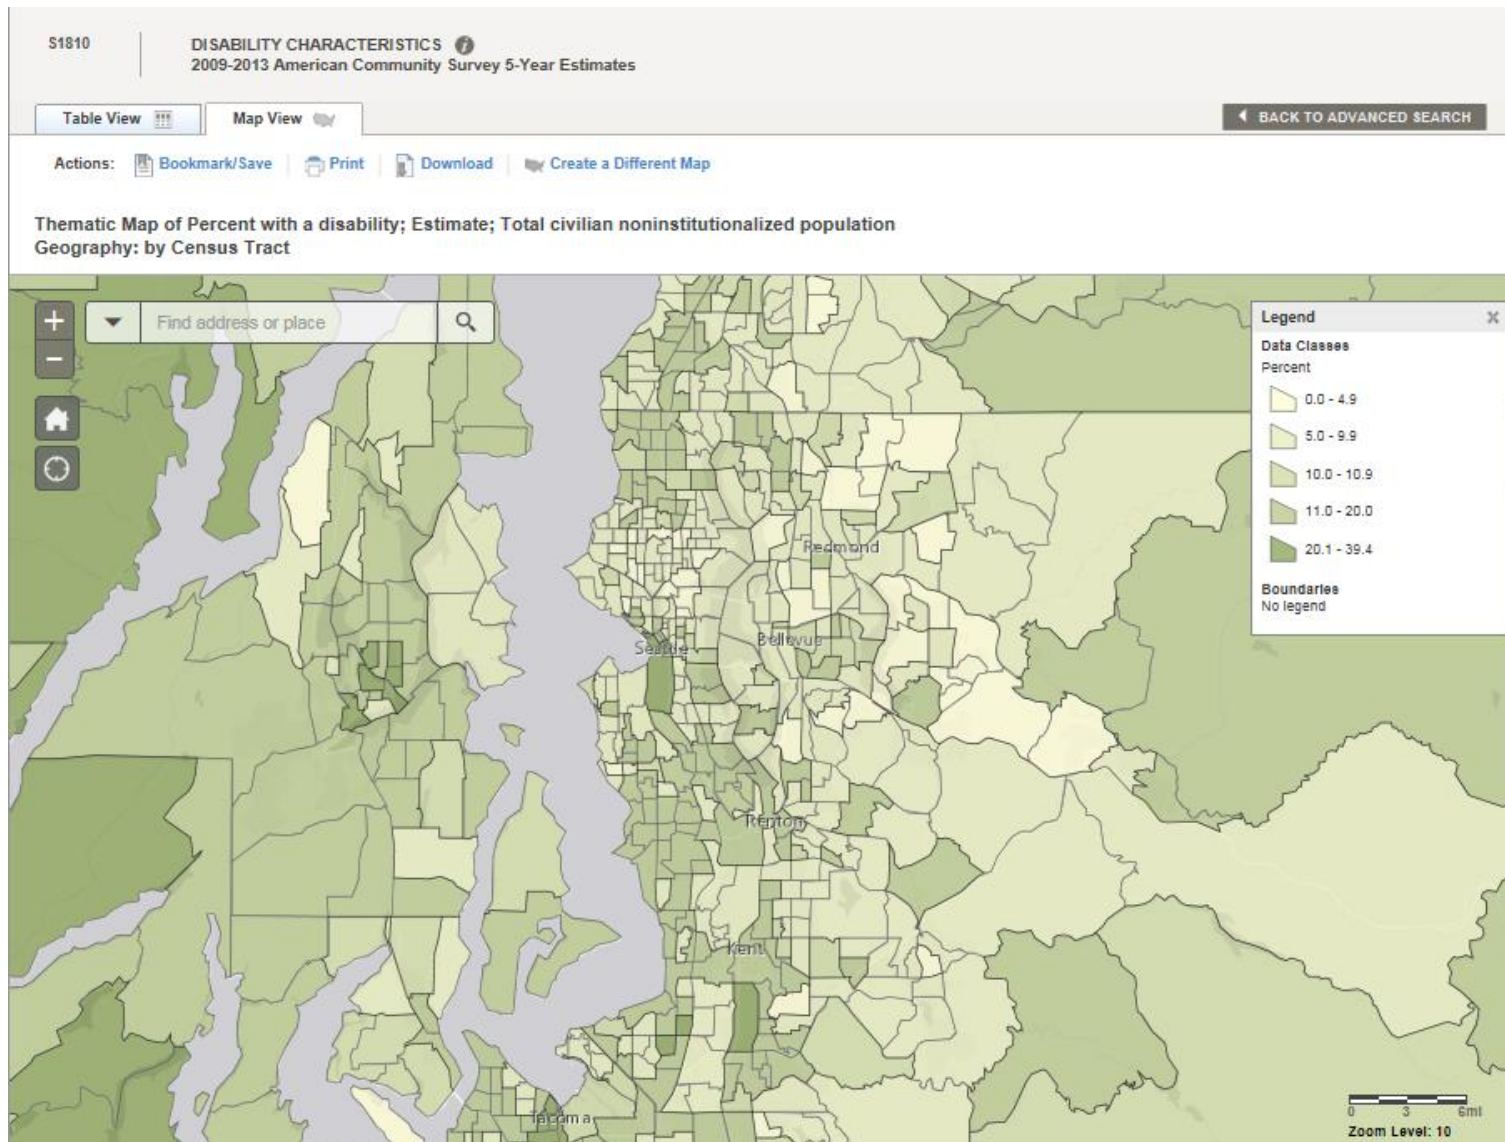 S1810
DISABILITY CHARACTERISTICS
2009-2013 American Community Survey 5-Year Estimates
Table View
Map View
BACK TO ADVANCED SEARCH
Actions: Bookmark/Save Print Download Create a Different Map
Thematic Map of Percent with a disability; Estimate; Total civilian noninstitutionalized population
Geography: by Census Tract
+
Find address or place
−
Legend
Data Classes
Percent
0.0 - 4.9
5.0 - 9.9
10.0 - 10.9
11.0 - 20.0
20.1 - 39.4
Boundaries
No legend
Redmond
Bellevue
Seattle
Renton
Kent
Tacoma
0 3 6mi
Zoom Level: 10